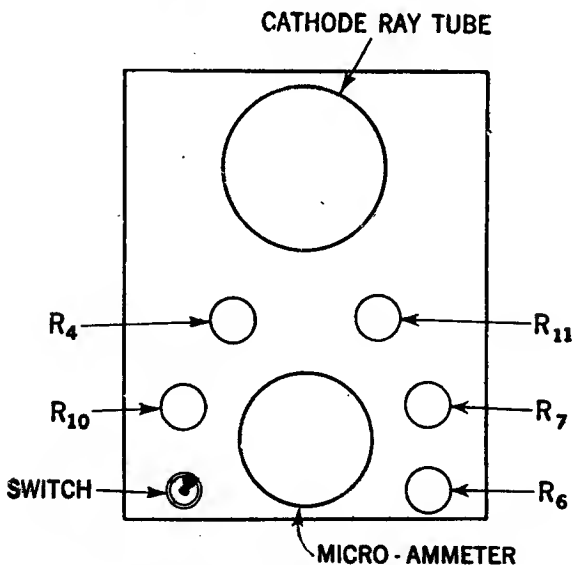 CATHODE RAY TUBE
R4
R11
R10
R7
SWITCH
R6
MICRO-AMMETER